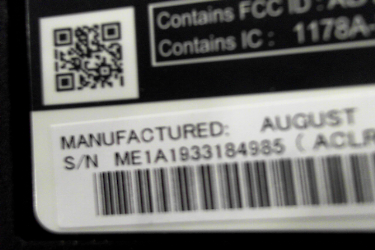 Contains FCC ID :
Contains IC : 1178A-
MANUFACTURED: AUGUST
S/N ME1A1933184985 ( ACLR